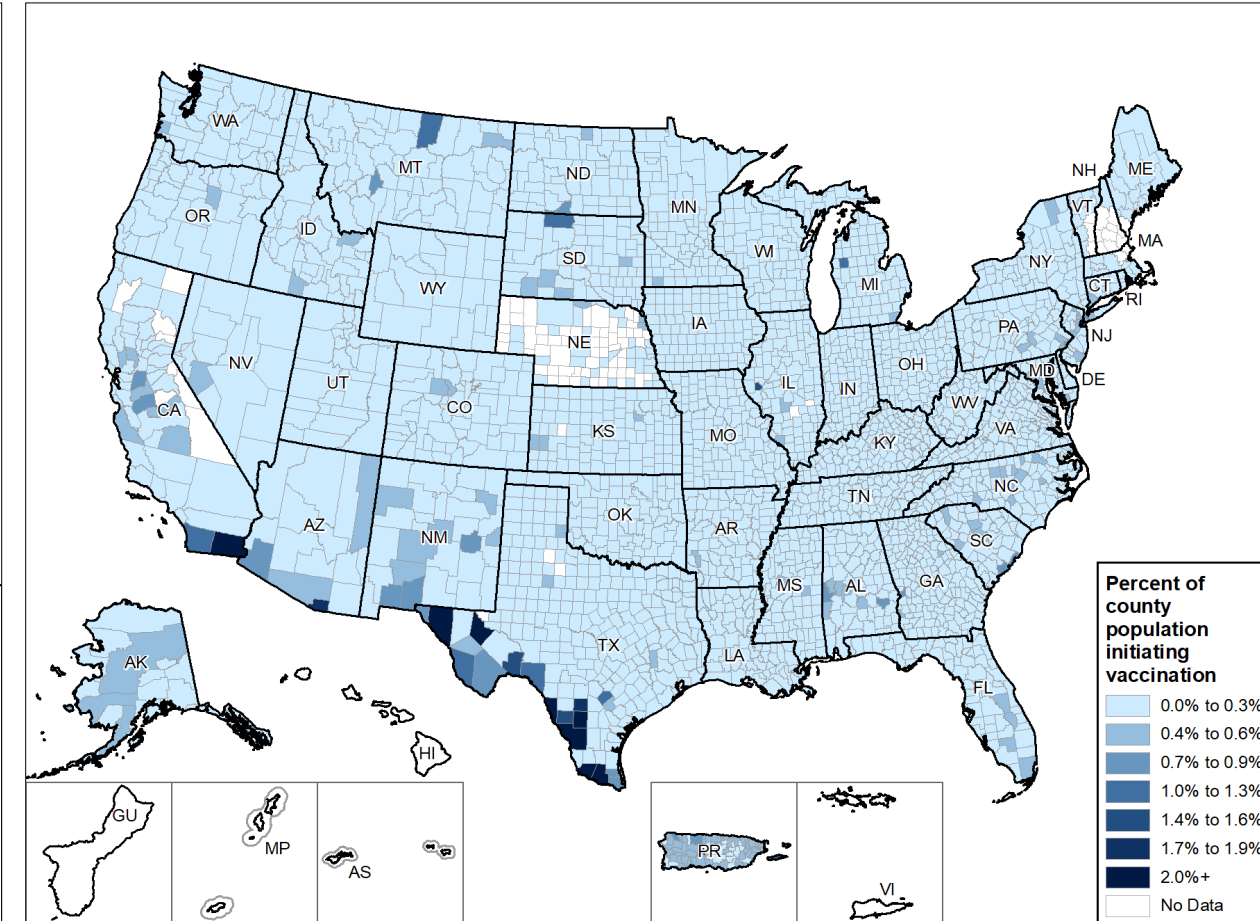 WA
MT
ND
MN
NH
ME
VT
OR
ID
SD
WI
MI
NY
MA
WY
CT
RI
IA
NE
PA
NJ
NV
UT
CO
IL
IN
OH
MD
DE
CA
KS
MO
WV
VA
KY
AZ
NM
OK
AR
TN
NC
SC
MS
AL
GA
TX
LA
FL
AK
HI
GU
MP
AS
PR
VI
Percent of
county
population
initiating
vaccination
0.0% to 0.3%
0.4% to 0.6%
0.7% to 0.9%
1.0% to 1.3%
1.4% to 1.6%
1.7% to 1.9%
2.0%+
No Data